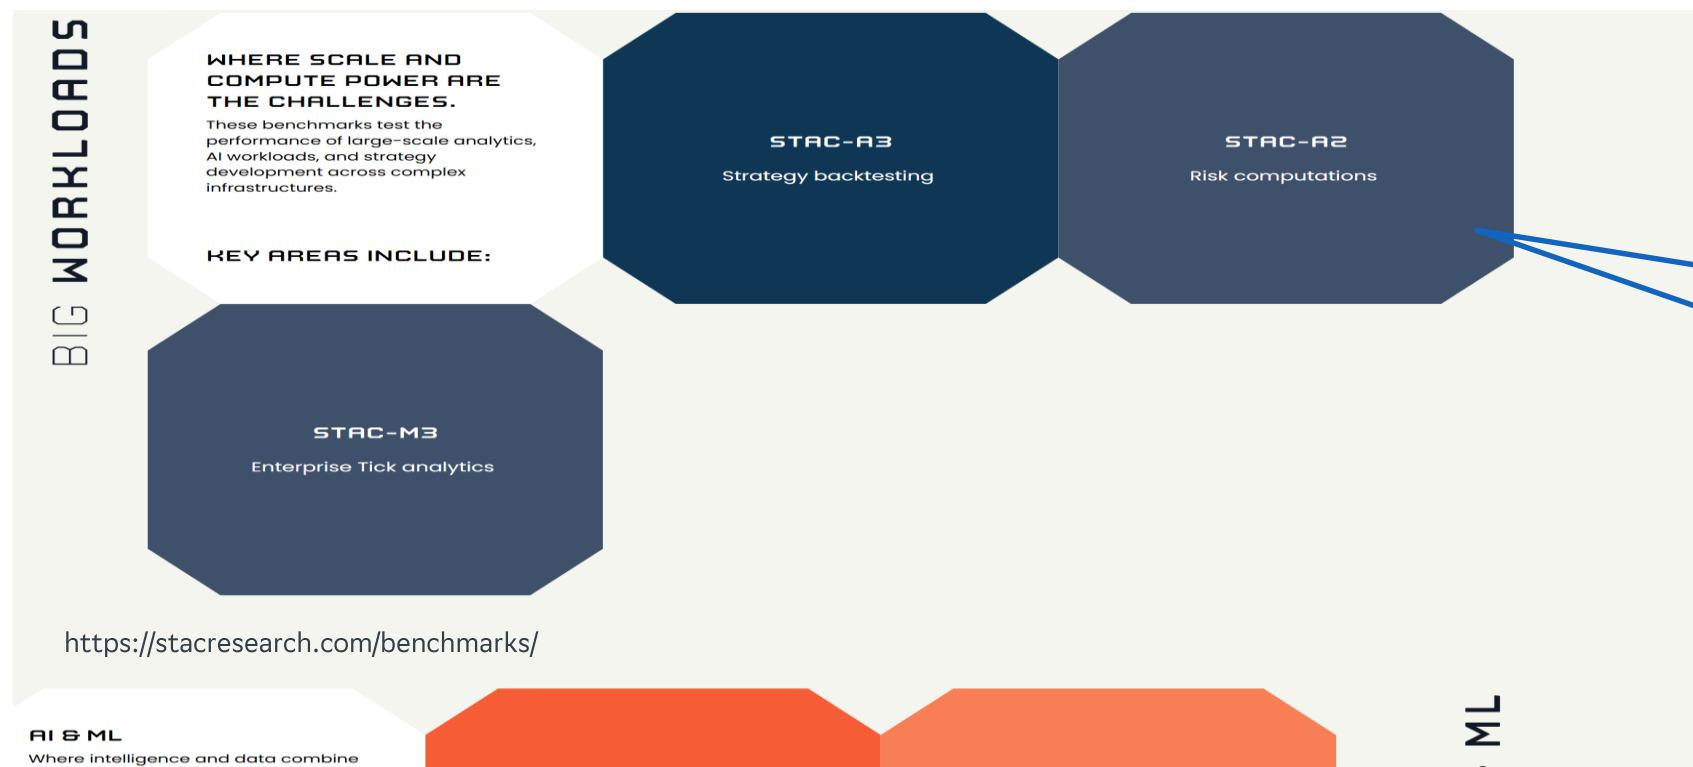 BIG WORKLOADS
WHERE SCALE AND
COMPUTE POWER ARE
THE CHALLENGES.
These benchmarks test the
performance of large-scale analytics,
AI workloads, and strategy
development across complex
infrastructures.
KEY AREAS INCLUDE:
STAC-A3
Strategy backtesting
STAC-A2
Risk computations
STAC-M3
Enterprise Tick analytics
https://stacresearch.com/benchmarks/
AI & ML
Where intelligence and data combine
ML